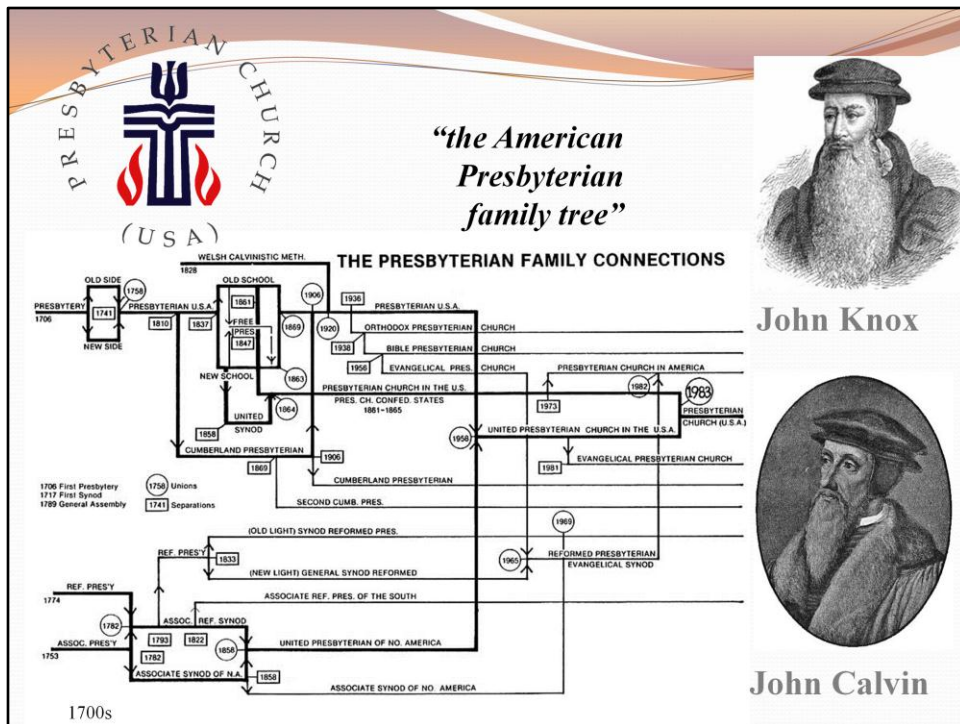 PRESBYTERIAN CHURCH
(USA)
“the American
Presbyterian
family tree”
THE PRESBYTERIAN FAMILY CONNECTIONS
WELSH CALVINISTIC METH.
1828
OLD SIDE
1758
OLD SCHOOL
1906
1936
PRESBYTERIAN U.S.A.
PRESBYTERY
1706
1741
PRESBYTERIAN U.S.A.
1810
1837
1861
FREE
PRES
1847
1869
1920
ORTHODOX PRESBYTERIAN CHURCH
1938
BIBLE PRESBYTERIAN CHURCH
1956
EVANGELICAL PRES. CHURCH
NEW SIDE
NEW SCHOOL
1863
PRESBYTERIAN CHURCH IN AMERICA
1982
1983
PRESBYTERIAN CHURCH IN THE U.S.
PRES. CH. CONFED. STATES
1861-1865
1973
PRESBYTERIAN
CHURCH (U.S.A.)
1864
UNITED
SYNOD
1858
1958
UNITED PRESBYTERIAN CHURCH IN THE U.S.A.
CUMBERLAND PRESBYTERIAN
1869
1906
1981
EVANGELICAL PRESBYTERIAN CHURCH
CUMBERLAND PRESBYTERIAN
SECOND CUMB. PRES.
1706 First Presbytery
1717 First Synod
1789 General Assembly
1758 Unions
1741 Separations
(OLD LIGHT) SYNOD REFORMED PRES.
1969
REF. PRES'Y
1833
1965
REFORMED PRESBYTERIAN
EVANGELICAL SYNOD
(NEW LIGHT) GENERAL SYNOD REFORMED
REF. PRES'Y
1774
ASSOCIATE REF. PRES. OF THE SOUTH
1782
ASSOC. REF. SYNOD
1793
1822
ASSOC. PRES'Y
1753
1782
1858
UNITED PRESBYTERIAN OF NO. AMERICA
ASSOCIATE SYNOD OF N.A.
1858
ASSOCIATE SYNOD OF NO. AMERICA
1700s
John Knox
John Calvin